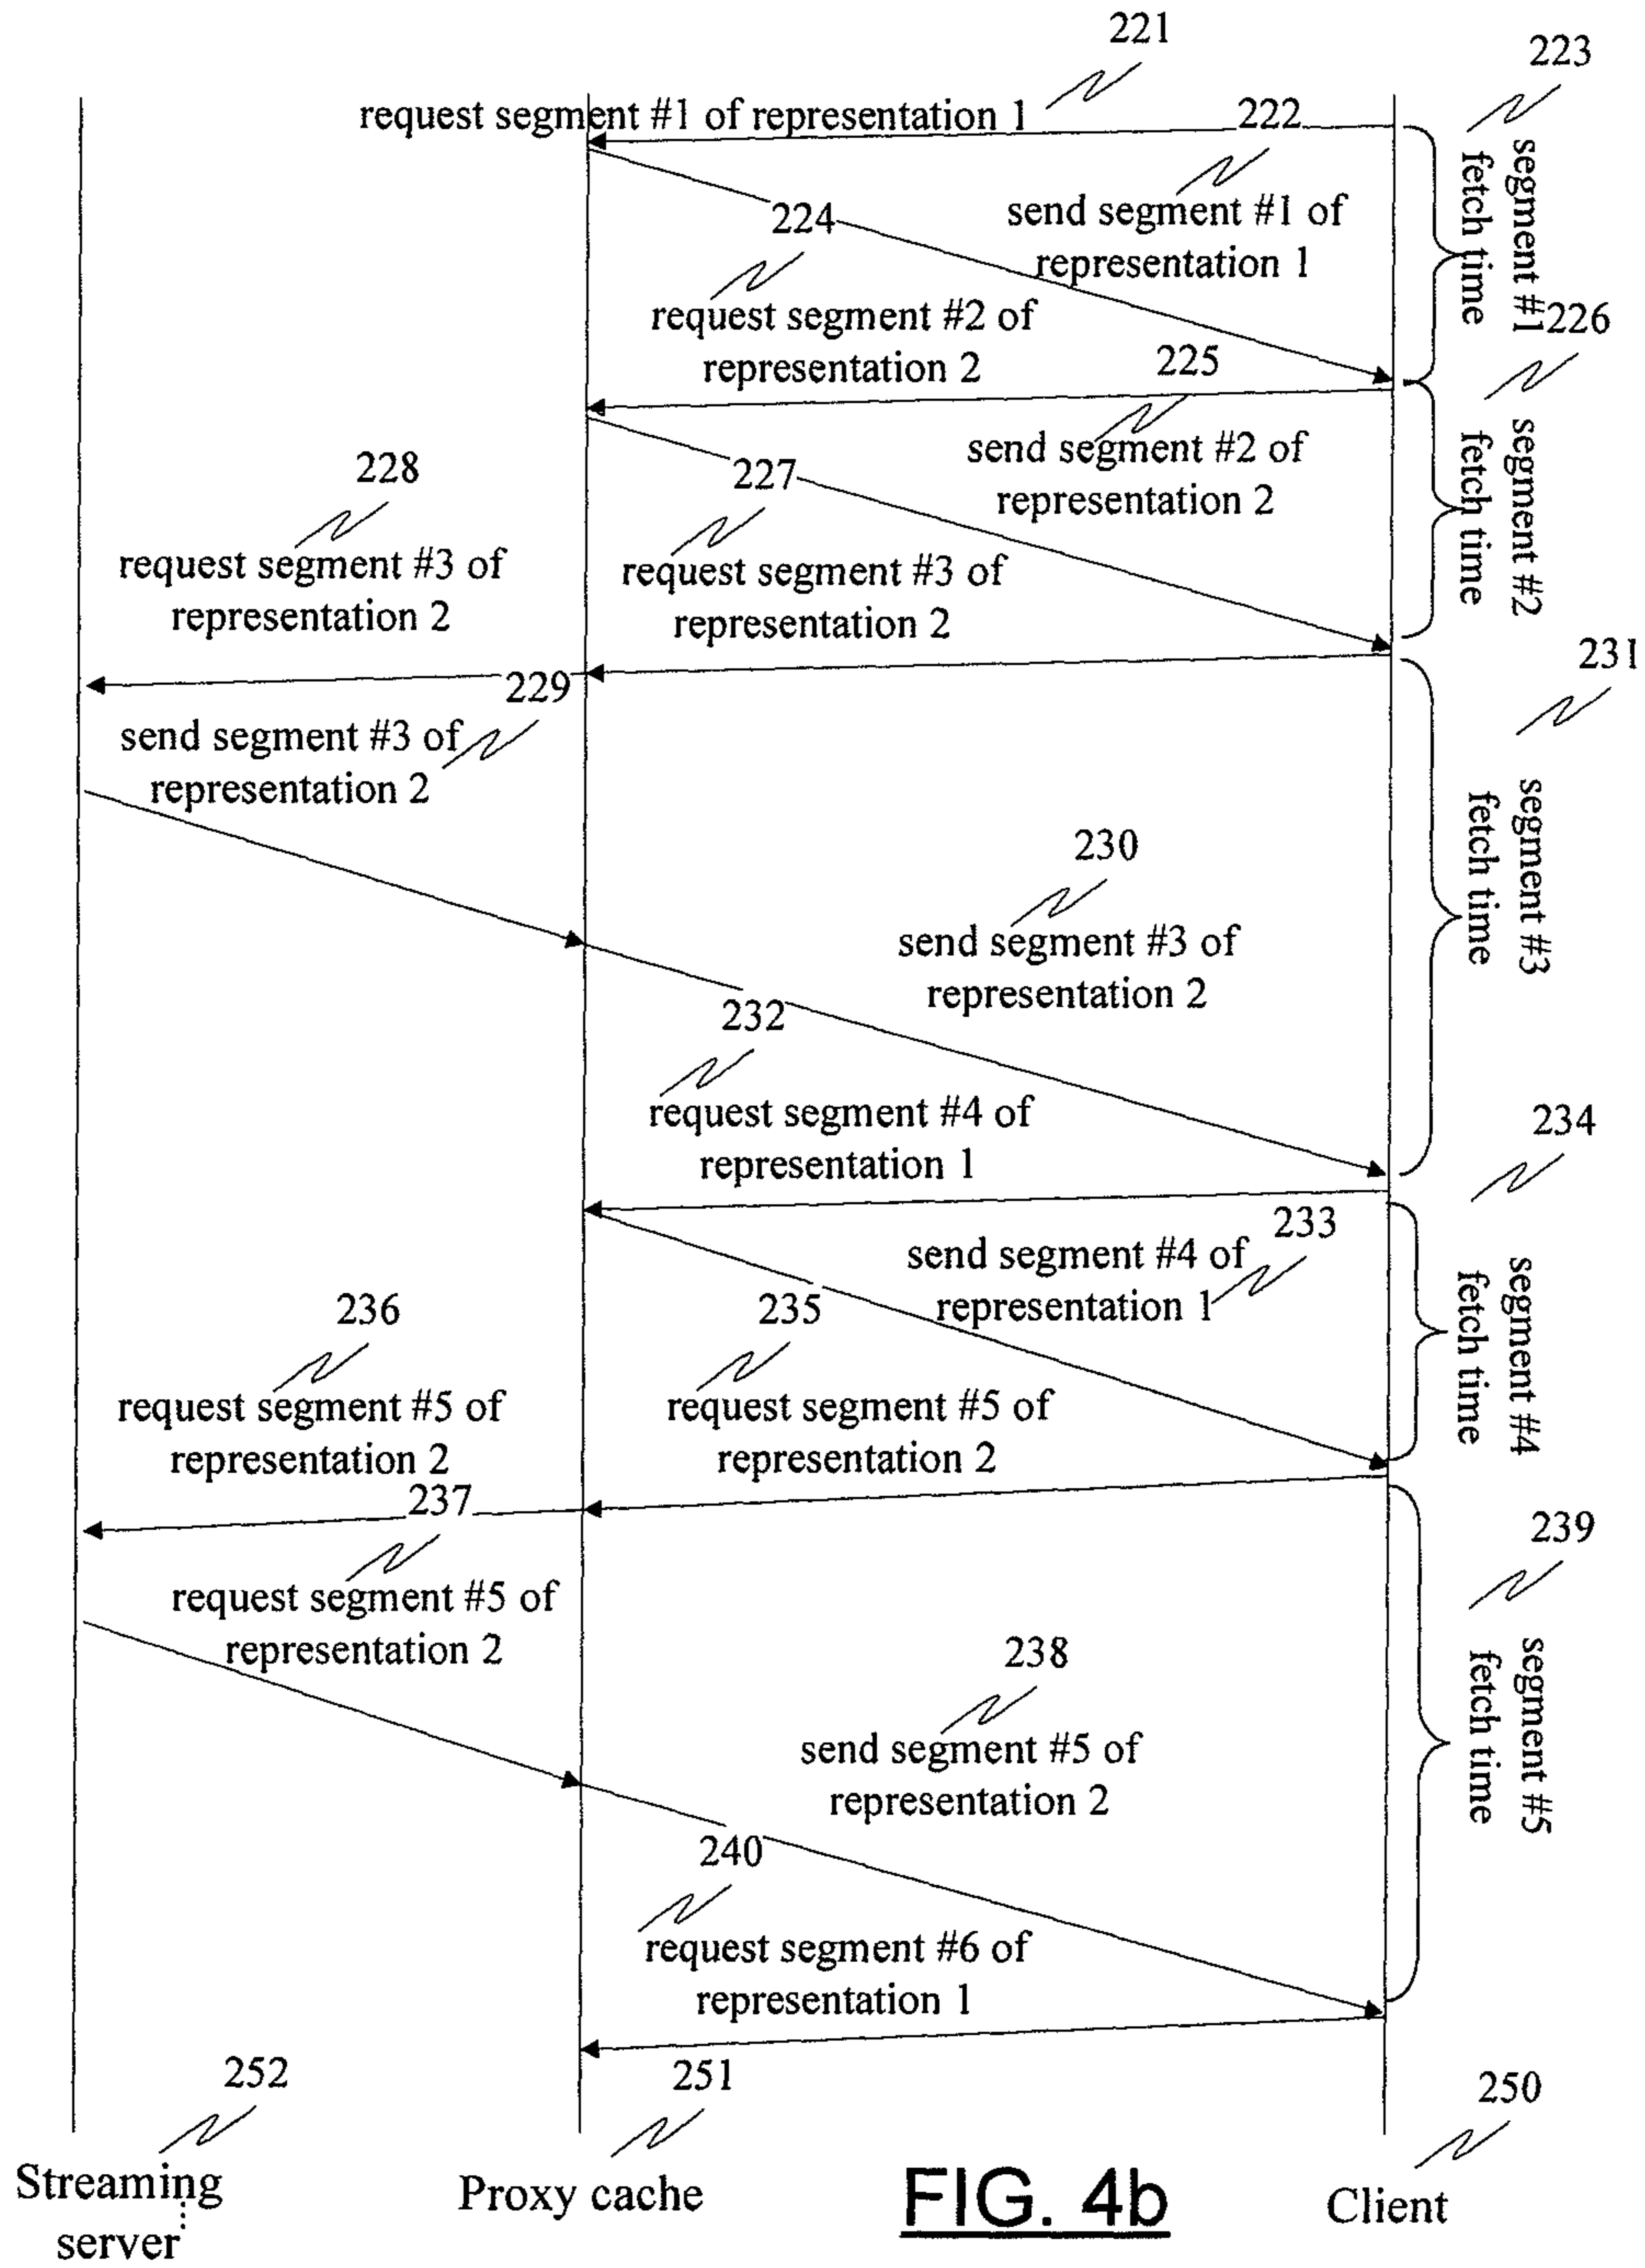 221
223
request segment #1 of representation 1
222
segment #1
fetch time
224
send segment #1 of
representation 1
request segment #2 of
representation 2
226
225
segment #2
fetch time
send segment #2 of
representation 2
228
227
request segment #3 of
representation 2
request segment #3 of
representation 2
231
229
send segment #3 of
representation 2
segment #3
fetch time
230
send segment #3 of
representation 2
232
request segment #4 of
representation 1
234
233
send segment #4 of
representation 1
segment #4
fetch time
236
235
request segment #5 of
representation 2
request segment #5 of
representation 2
237
239
request segment #5 of
representation 2
238
segment #5
fetch time
send segment #5 of
representation 2
240
request segment #6 of
representation 1
252
251
250
Streaming
server
Proxy cache
FIG. 4b
Client